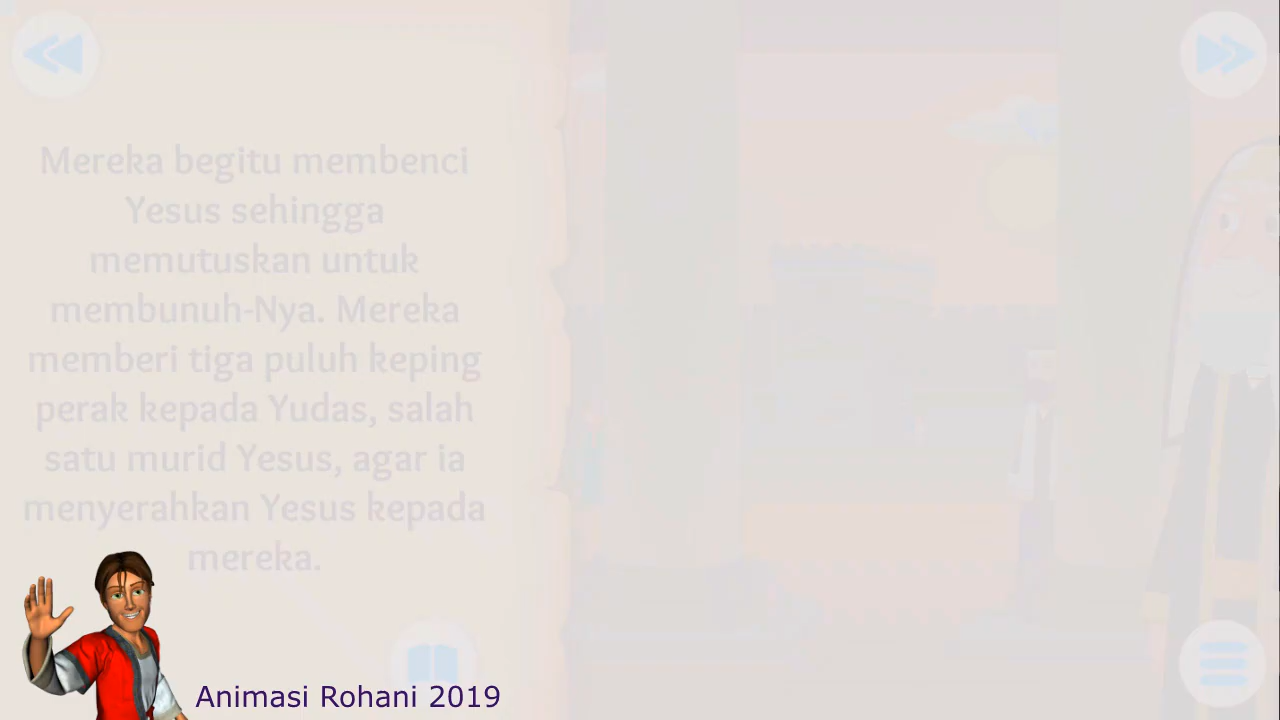 Mereka begitu membenci
Yesus sehingga
memutuskan untuk
membunuh-Nya. Mereka
memberi tiga puluh keping
perak kepada Yudas, salah
satu murid Yesus, agar ia
menyerahkan Yesus kepada
mereka.
Animasi Rohani 2019